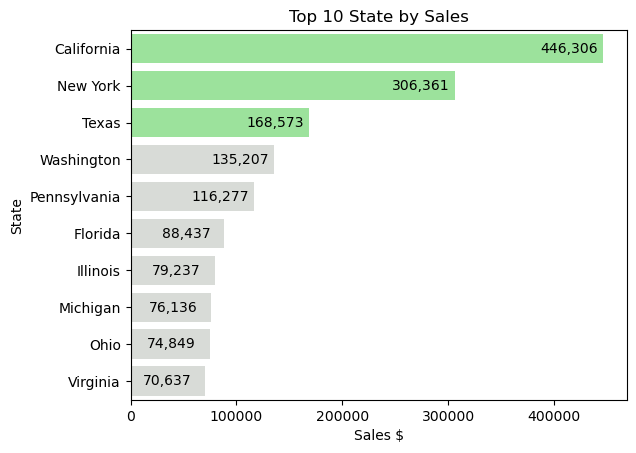 Top 10 State by Sales
California 446,306
New York 306,361
Texas 168,573
Washington 135,207
Pennsylvania 116,277
Florida 88,437
Illinois 79,237
Michigan 76,136
Ohio 74,849
Virginia 70,637
State
0 100000 200000 300000 400000
Sales $